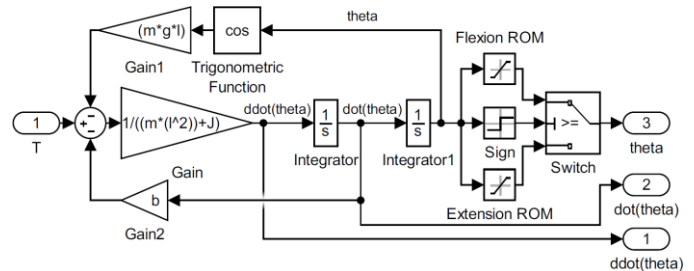 theta
(m*g*l)
cos
Gain1
Trigonometric
Function
Flexion ROM
1
T
1/((m*(l^2))+J)
ddot(theta)
1
s
dot(theta)
1
s
Gain
Integrator
Integrator1
Sign
>=
Switch
3
theta
b
Gain2
Extension ROM
2
dot(theta)
1
ddot(theta)